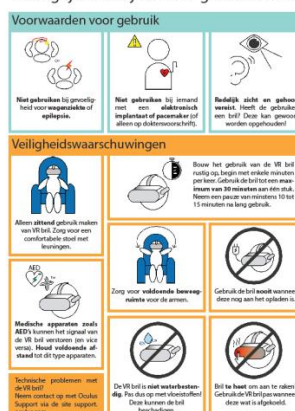 Voorwaarden voor gebruik
Niet gebruiken bij gevoelig-
heid voor wagenziekte of
epilepsie.
Niet gebruiken bij iemand
met een elektronisch
implantaat of pacemaker (of
alleen op doktersvoorschrift).
Redelijk zicht en gehoo
vereist. Heeft de gebruike
een bril? Deze kan gewoo
worden opgehouden!
Veiligheidswaarschuwingen
Alleen zittend gebruik maken
van VR bril. Zorg voor een
comfortabele stoel met
leuningen.
Bouw het gebruik van de VR bril
rustig op, begin met enkele minuten
per keer. Gebruik de bril tot een max-
imum van 30 minuten aan één stuk.
Neem een pauze van minstens 10 tot
15 minuten na lang gebruik.
AED
Medische apparaten zoals
AED's kunnen het signaal van
de VR bril verstoren (en vice
versa). Houd voldoende af-
stand tot dit type apparaten.
Zorg voor voldoende beweeg-
ruimte voor de armen.
Gebruik de bril nooit wanneer
deze nog aan het opladen is.
Technische problemen met
de VR bril?
Neem contact op met Oculus
Support via de site support.
De VR bril is niet waterbesten-
dig. Pas dus op met vloeistoffen!
Deze kunnen de bril
beschadigen.
Bril te heet om aan te raken
Gebruik de VR bril pas wanneer
deze wat is afgekoeld.